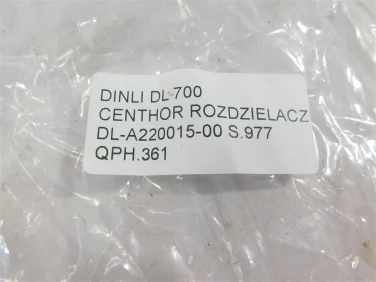 DINLI DL-700
CENTHOR ROZDZIELACZ
DL-A220015-00 S.977
QPH.361